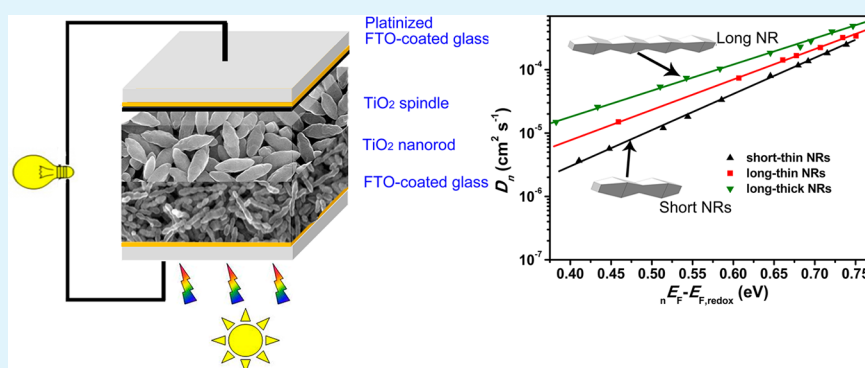 Platinized
FTO-coated glass
TiO₂ spindle
TiO₂ nanorod
FTO-coated glass
Dₙ (cm² s⁻¹)
10⁻⁴
10⁻⁵
10⁻⁶
10⁻⁷
Long NR
Short NRs
short-thin NRs
long-thin NRs
long-thick NRs
0.40 0.45 0.50 0.55 0.60 0.65 0.70 0.75
ₙE_F-E_F,redox (eV)